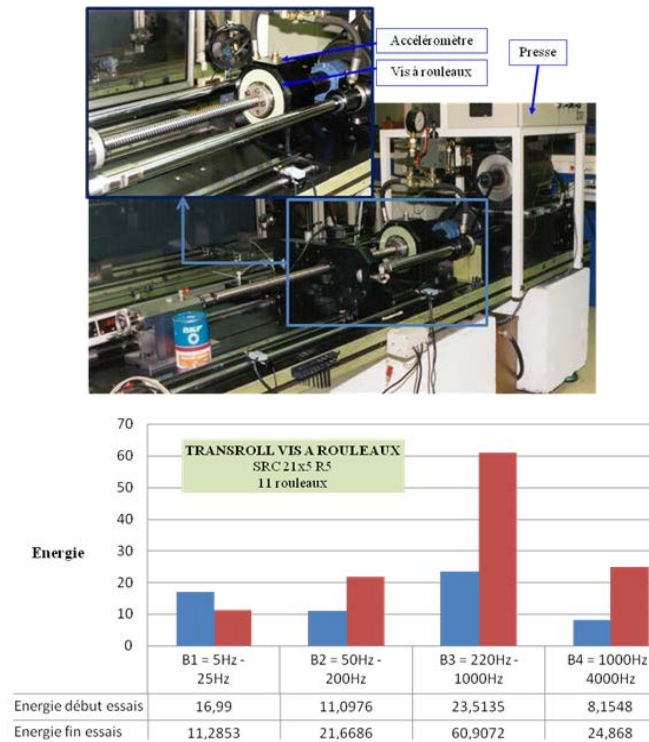 Accéléromètre
Vis à rouleaux
Presse
SKF
70
60
50
40
30
20
10
0
Energie
TRANSROLL VIS A ROULEAUX
SRC 21x5 R5
11 rouleaux
B1 = 5Hz -
25Hz
B2 = 50Hz -
200Hz
B3 = 220Hz -
1000Hz
B4 = 1000Hz
4000Hz
Energie début essais 16,99 11,0976 23,5135 8,1548
Energie fin essais 11,2853 21,6686 60,9072 24,868